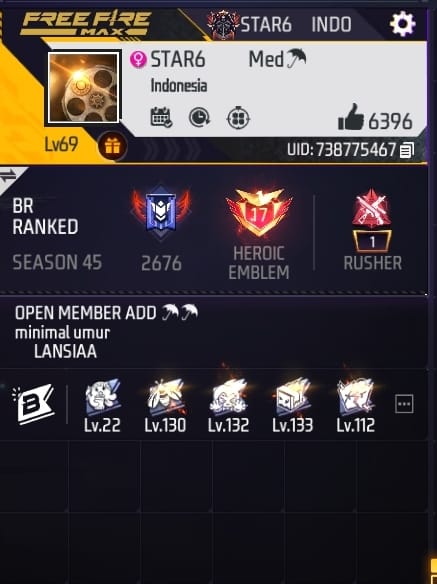 FREE FIRE
MAX
STAR6 INDO
STAR6 Med
Indonesia
6396
Lv69
UID: 738775467
BR
RANKED
SEASON 45
2676
1
17
HEROIC
EMBLEM
1
RUSHER
OPEN MEMBER ADD
minimal umur
LANSIAA
B
Lv.22 Lv.130 Lv.132 Lv.133 Lv.112